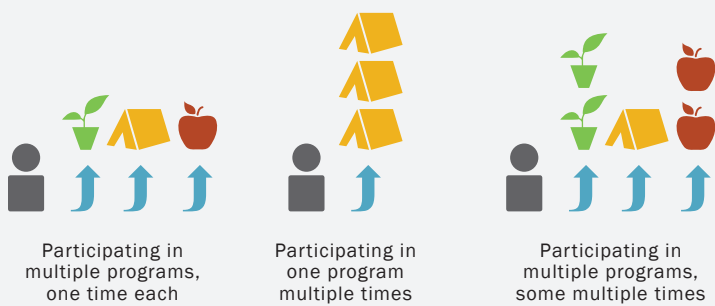 Participating in
multiple programs,
one time each
Participating in
one program
multiple times
Participating in
multiple programs,
some multiple times